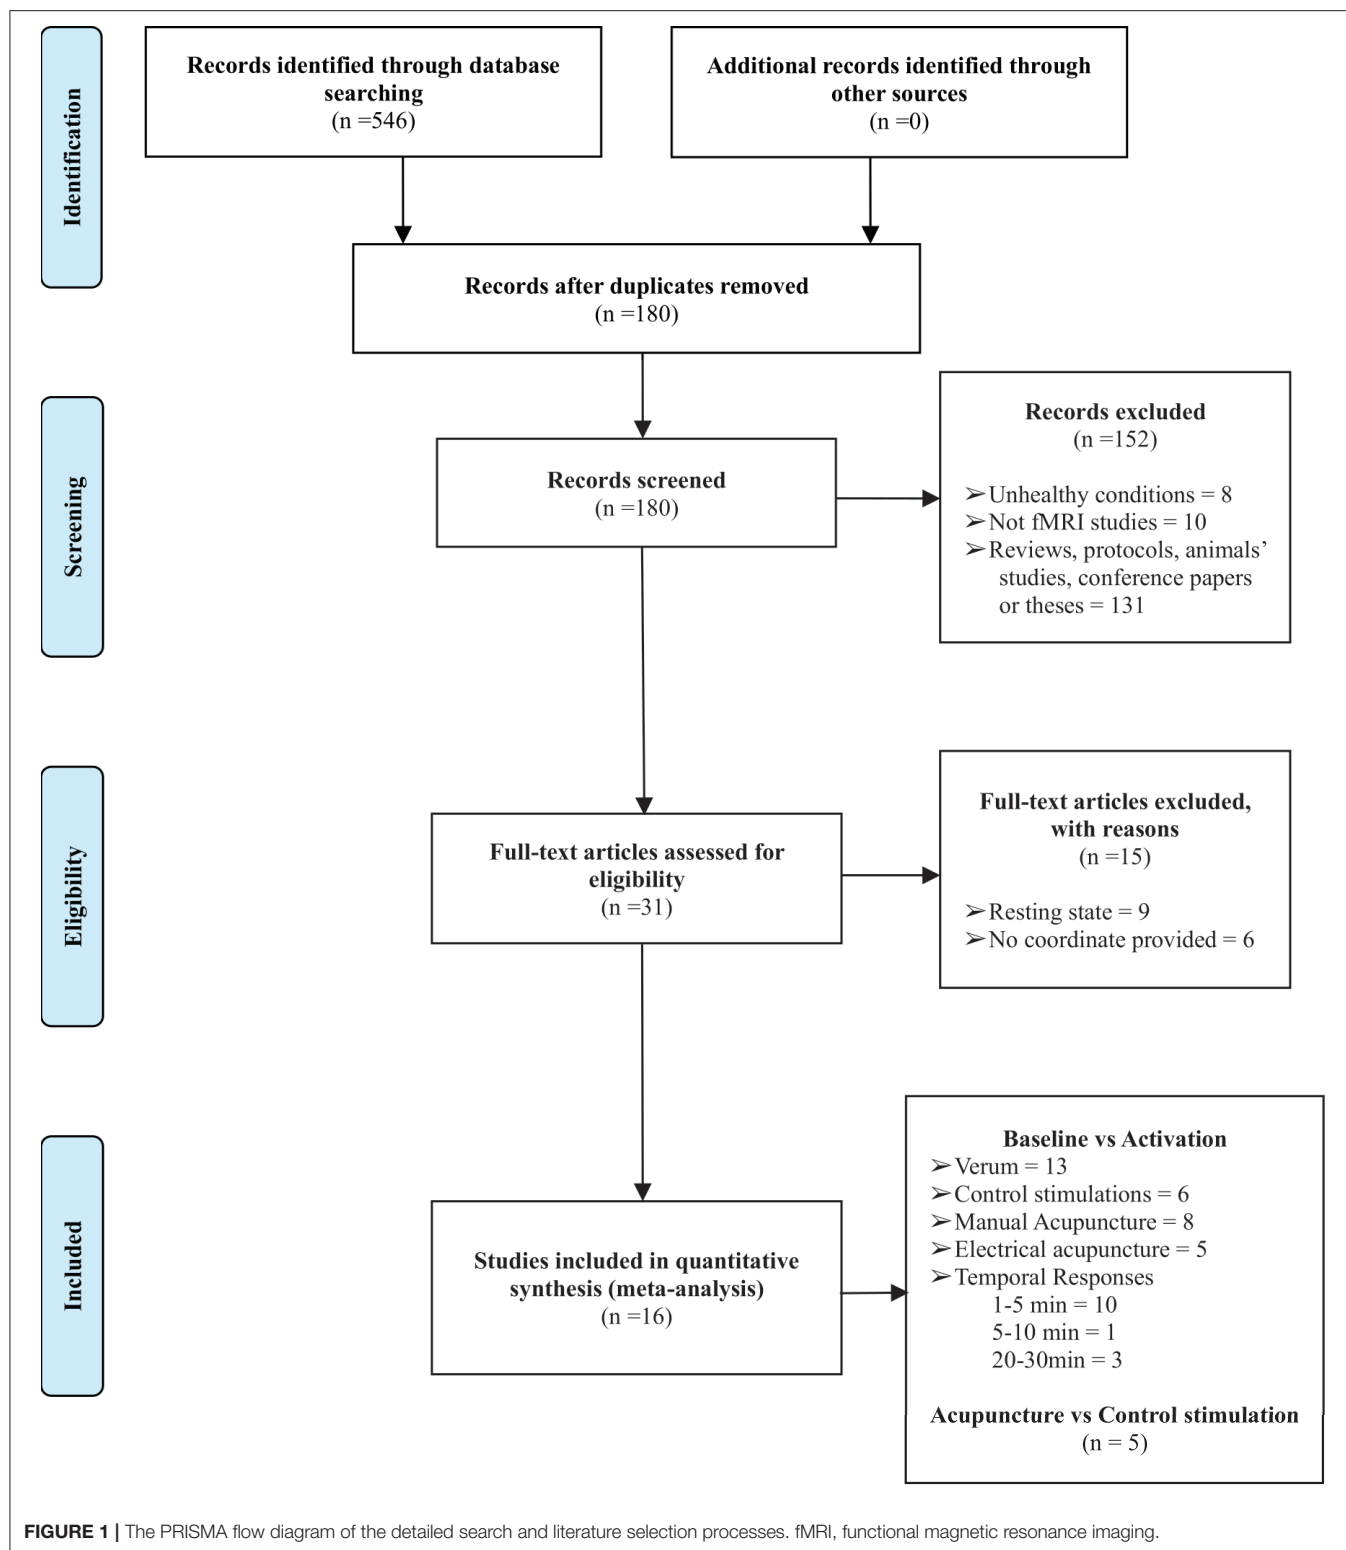 Identification
Records identified through database
searching
(n =546)
Additional records identified through
other sources
(n =0)
Records after duplicates removed
(n =180)
Screening
Records screened
(n =180)
Records excluded
(n =152)
➢Unhealthy conditions = 8
➢Not fMRI studies = 10
➢Reviews, protocols, animals’
studies, conference papers
or theses = 131
Eligibility
Full-text articles assessed for
eligibility
(n =31)
Full-text articles excluded,
with reasons
(n =15)
➢Resting state = 9
➢No coordinate provided = 6
Included
Studies included in quantitative
synthesis (meta-analysis)
(n =16)
Baseline vs Activation
➢Verum = 13
➢Control stimulations = 6
➢Manual Acupuncture = 8
➢Electrical acupuncture = 5
➢Temporal Responses
1-5 min = 10
5-10 min = 1
20-30min = 3
Acupuncture vs Control stimulation
(n = 5)
FIGURE 1 | The PRISMA flow diagram of the detailed search and literature selection processes. fMRI, functional magnetic resonance imaging.